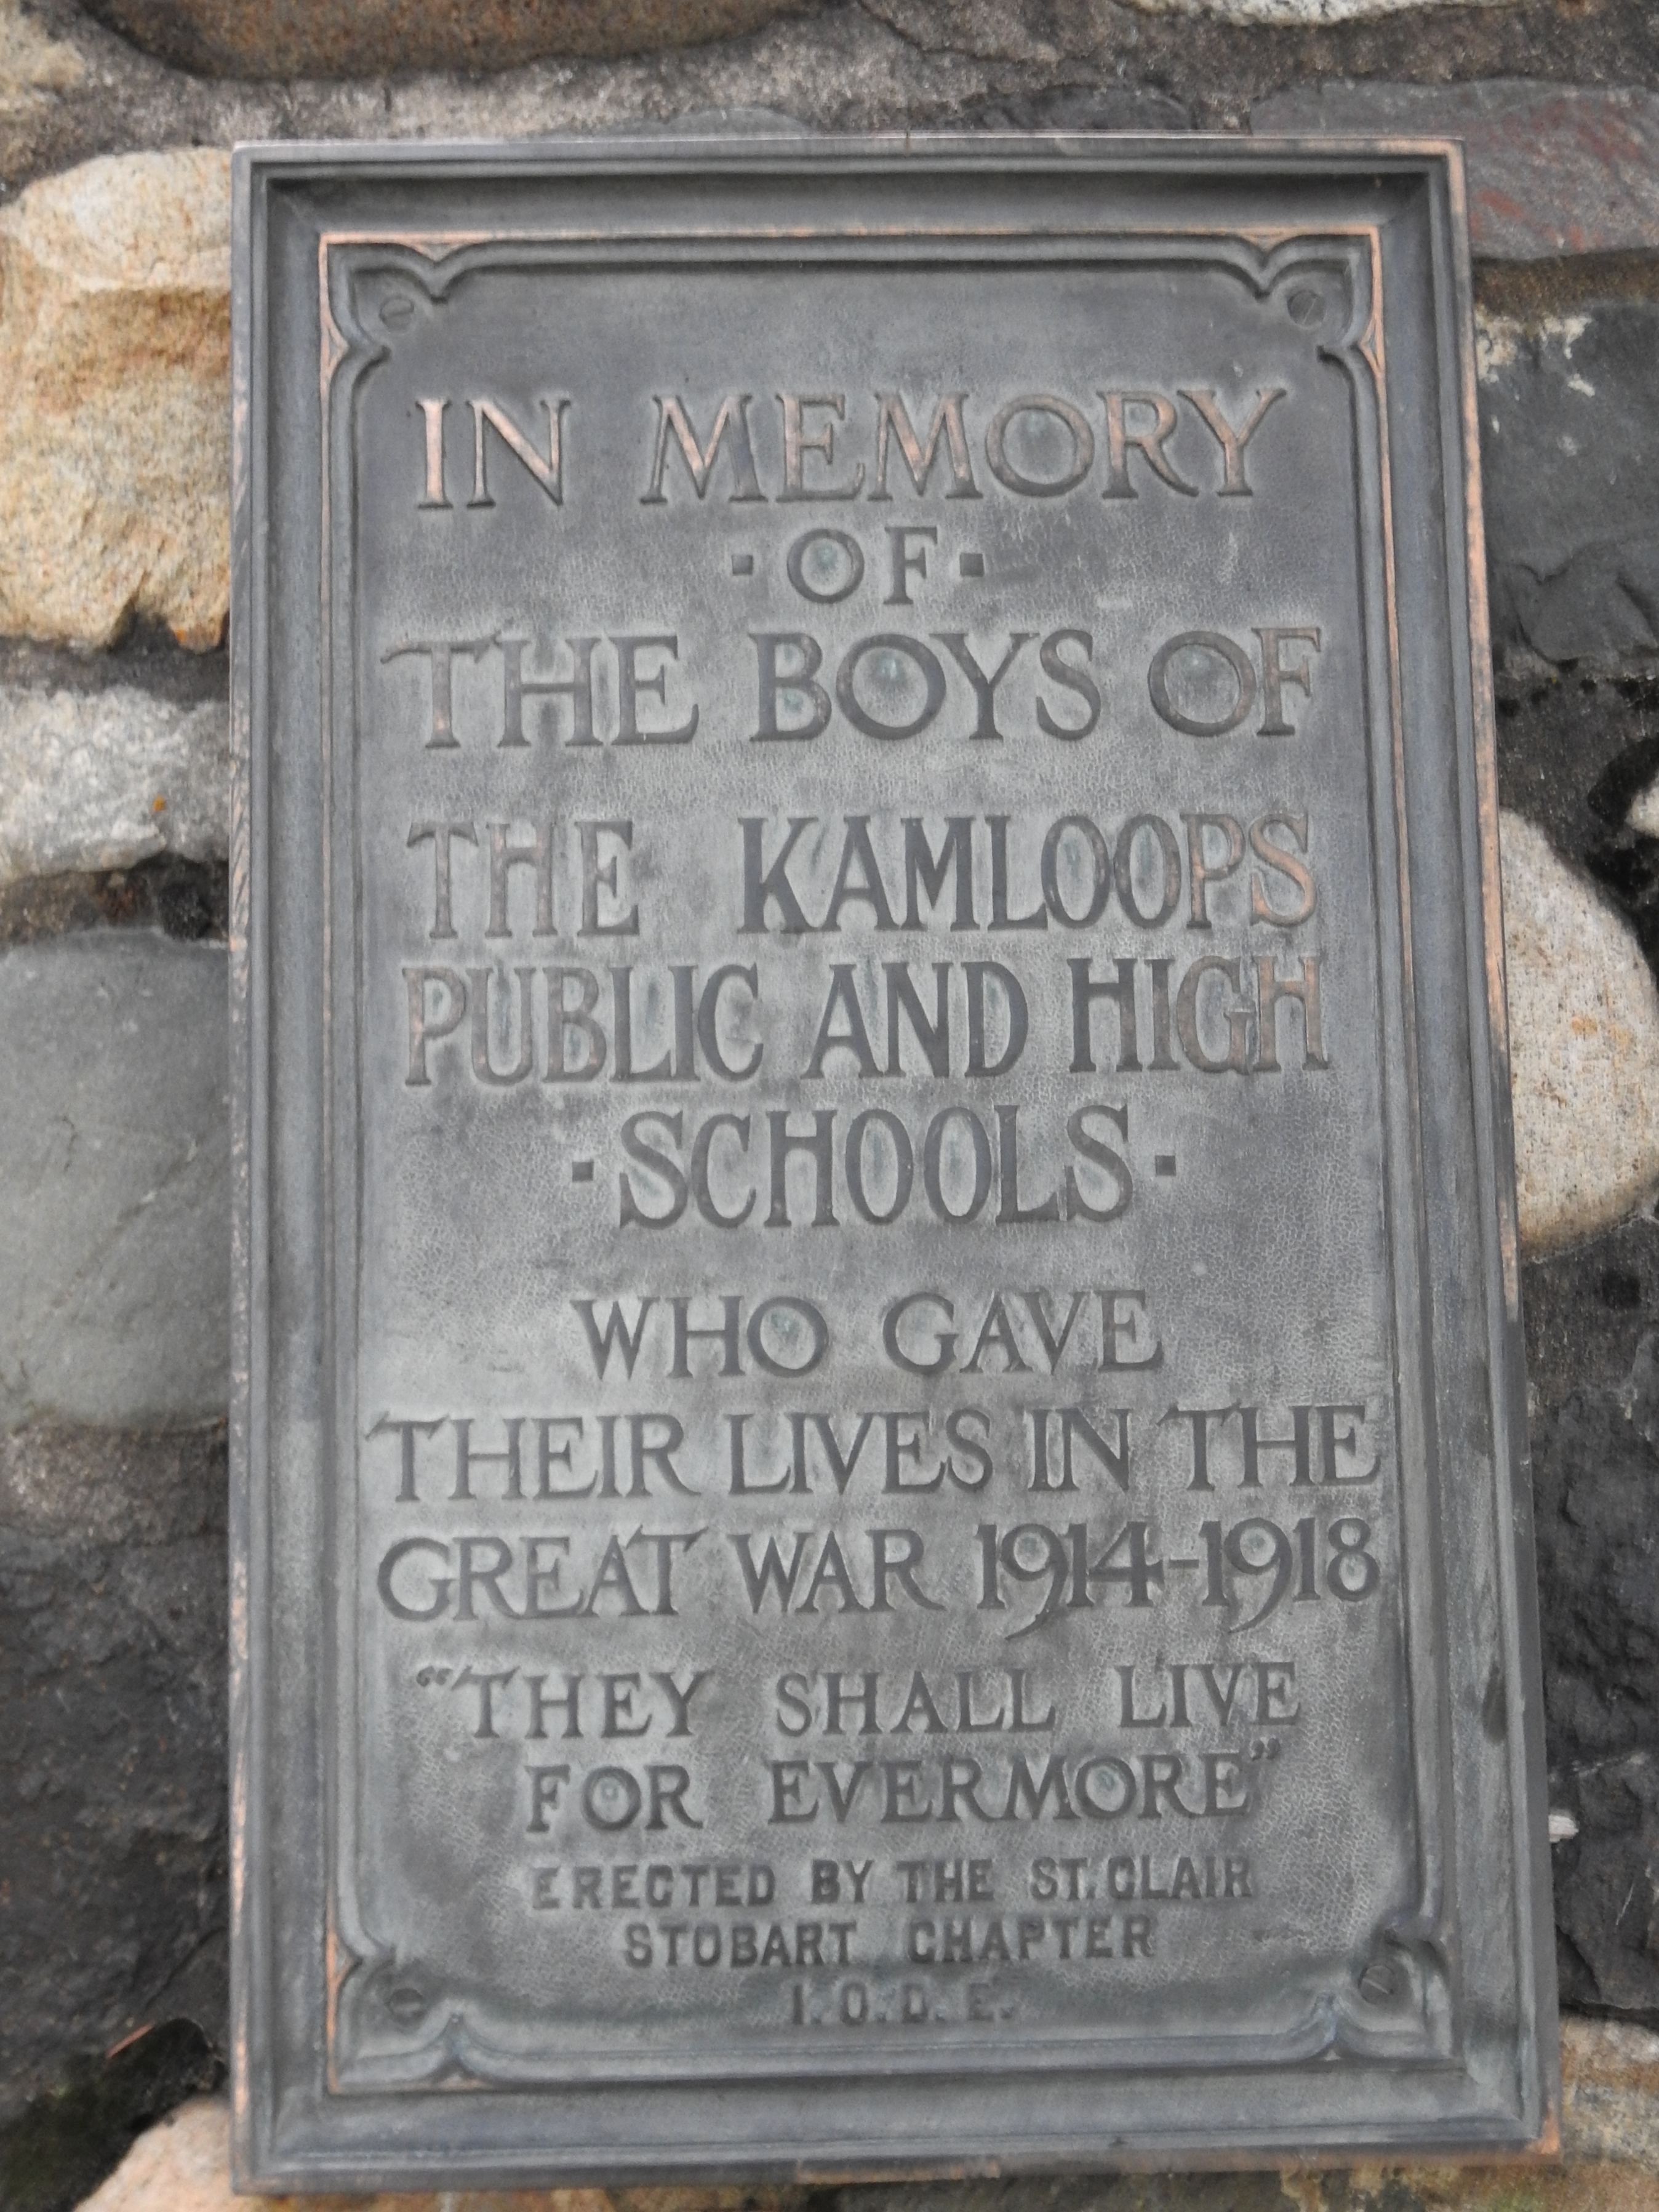 IN MEMORY
·OF·
THE BOYS OF
THE KAMLOOPS
PUBLIC AND HIGH
·SCHOOLS·
WHO GAVE
THEIR LIVES IN THE
GREAT WAR 1914-1918
“THEY SHALL LIVE
FOR EVERMORE”
ERECTED BY THE ST. CLAIR
STOBART CHAPTER
I. O. D. E.